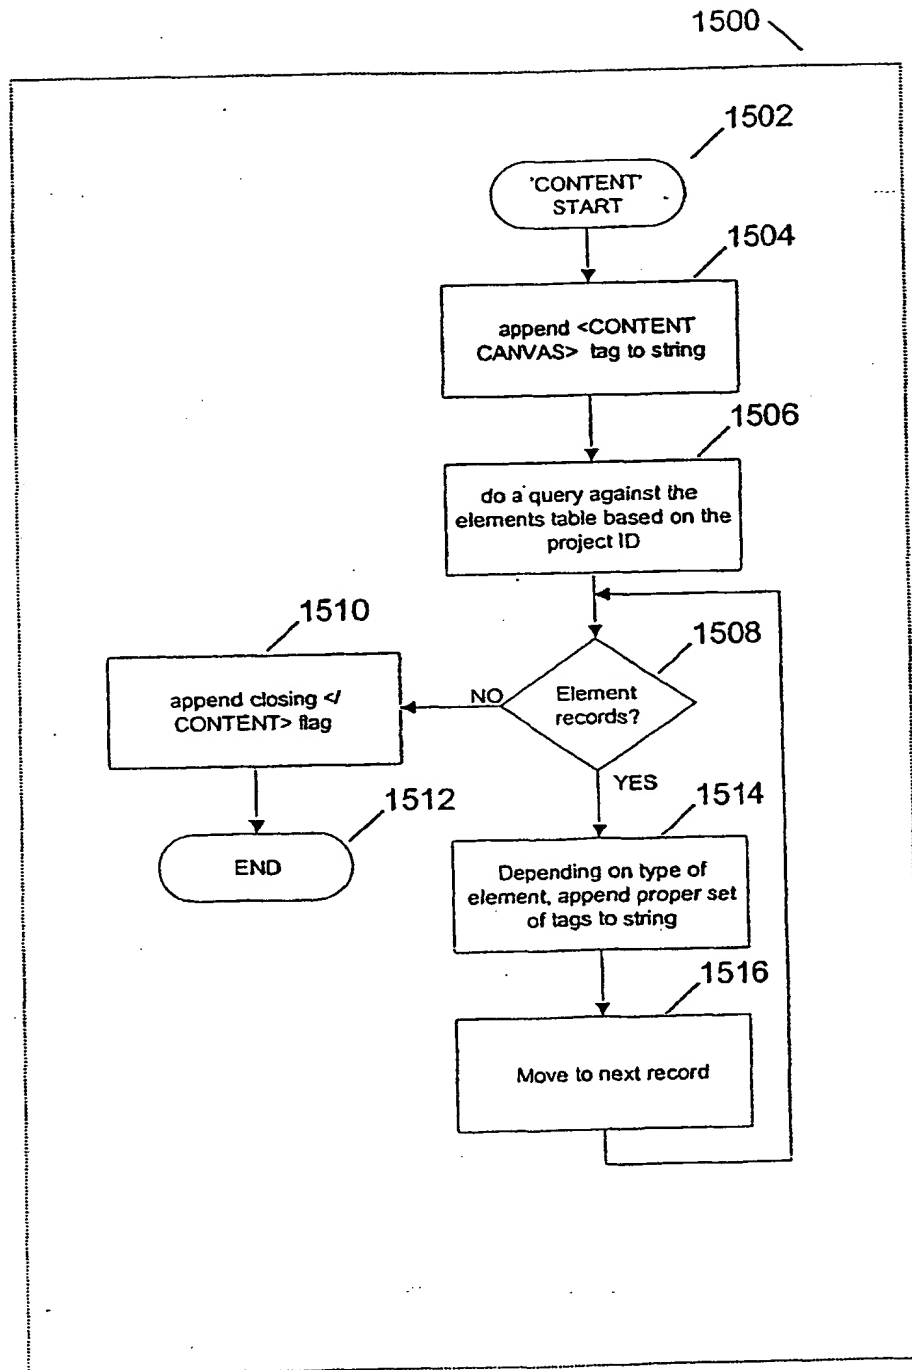 1500
1502
'CONTENT'
START
1504
append <CONTENT
CANVAS> tag to string
1506
do a query against the
elements table based on the
project ID
1510
1508
append closing </
CONTENT> flag
NO
Element
records?
YES
1512
1514
END
Depending on type of
element, append proper set
of tags to string
1516
Move to next record